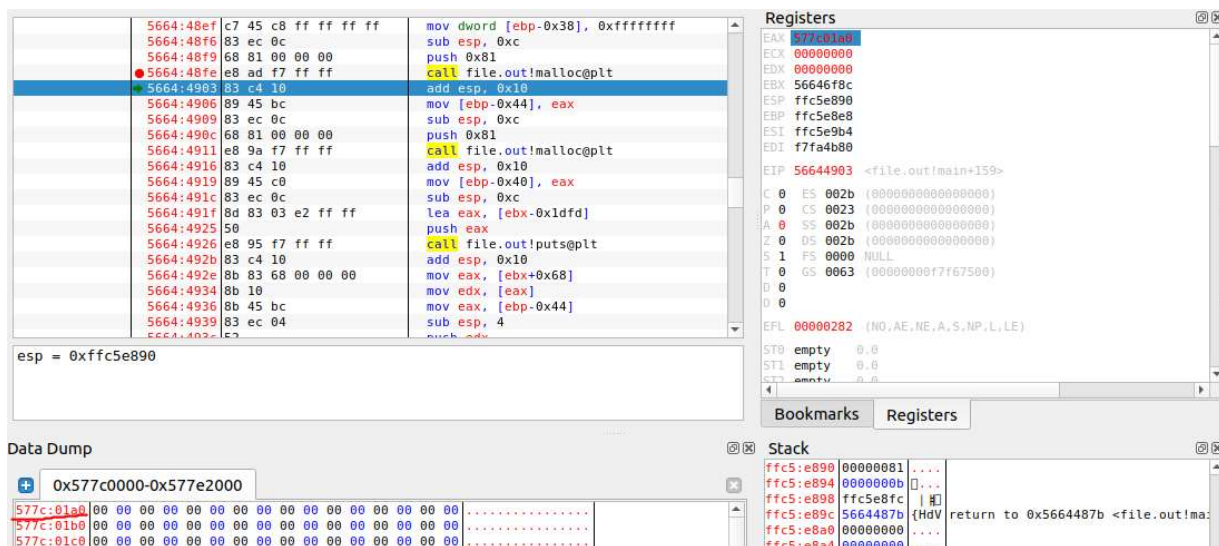 5664:48ef c7 45 c8 ff ff ff ff mov dword [ebp-0x38], 0xffffffff
5664:48f6 83 ec 0c sub esp, 0xc
5664:48f9 68 81 00 00 00 push 0x81
5664:48fe e8 ad f7 ff ff call file.out!malloc@plt
5664:4903 83 c4 10 add esp, 0x10
5664:4906 89 45 bc mov [ebp-0x44], eax
5664:4909 83 ec 0c sub esp, 0xc
5664:490c 68 81 00 00 00 push 0x81
5664:4911 e8 9a f7 ff ff call file.out!malloc@plt
5664:4916 83 c4 10 add esp, 0x10
5664:4919 89 45 c0 mov [ebp-0x40], eax
5664:491c 83 ec 0c sub esp, 0xc
5664:491f 8d 83 03 e2 ff ff lea eax, [ebx-0x1dfd]
5664:4925 50 push eax
5664:4926 e8 95 f7 ff ff call file.out!puts@plt
5664:492b 83 c4 10 add esp, 0x10
5664:492e 8b 83 68 00 00 00 mov eax, [ebx+0x68]
5664:4934 8b 10 mov edx, [eax]
5664:4936 8b 45 bc mov eax, [ebp-0x44]
5664:4939 83 ec 04 sub esp, 4
esp = 0xffc5e890
Registers
EAX 577c01a0
ECX 00000000
EDX 00000000
EBX 56646f8c
ESP ffc5e890
EBP ffc5e8e8
ESI ffc5e9b4
EDI f7fa4b80
EIP 56644903 <file.out!main+159>
C 0 ES 002b (0000000000000000)
P 0 CS 0023 (0000000000000000)
A 0 SS 002b (0000000000000000)
Z 0 DS 002b (0000000000000000)
S 1 FS 0000 NULL
T 0 GS 0063 (00000000f7f67500)
D 0
O 0
EFL 00000282 (NO,AE,NE,A,S,NP,L,LE)
ST0 empty 0.0
ST1 empty 0.0
ST2 empty 0.0
Bookmarks Registers
Data Dump
0x577c0000-0x577e2000
577c:01a0 00 00 00 00 00 00 00 00 00 00 00 00 00 00 00 00 ................
577c:01b0 00 00 00 00 00 00 00 00 00 00 00 00 00 00 00 00 ................
577c:01c0 00 00 00 00 00 00 00 00 00 00 00 00 00 00 00 00 ................
Stack
ffc5:e890 00000081 ....
ffc5:e894 0000000b ...
ffc5:e898 ffc5e8fc
ffc5:e89c 5664487b {HdV return to 0x5664487b <file.out!mai
ffc5:e8a0 00000000 ....
ffc5:e8a4 00000000